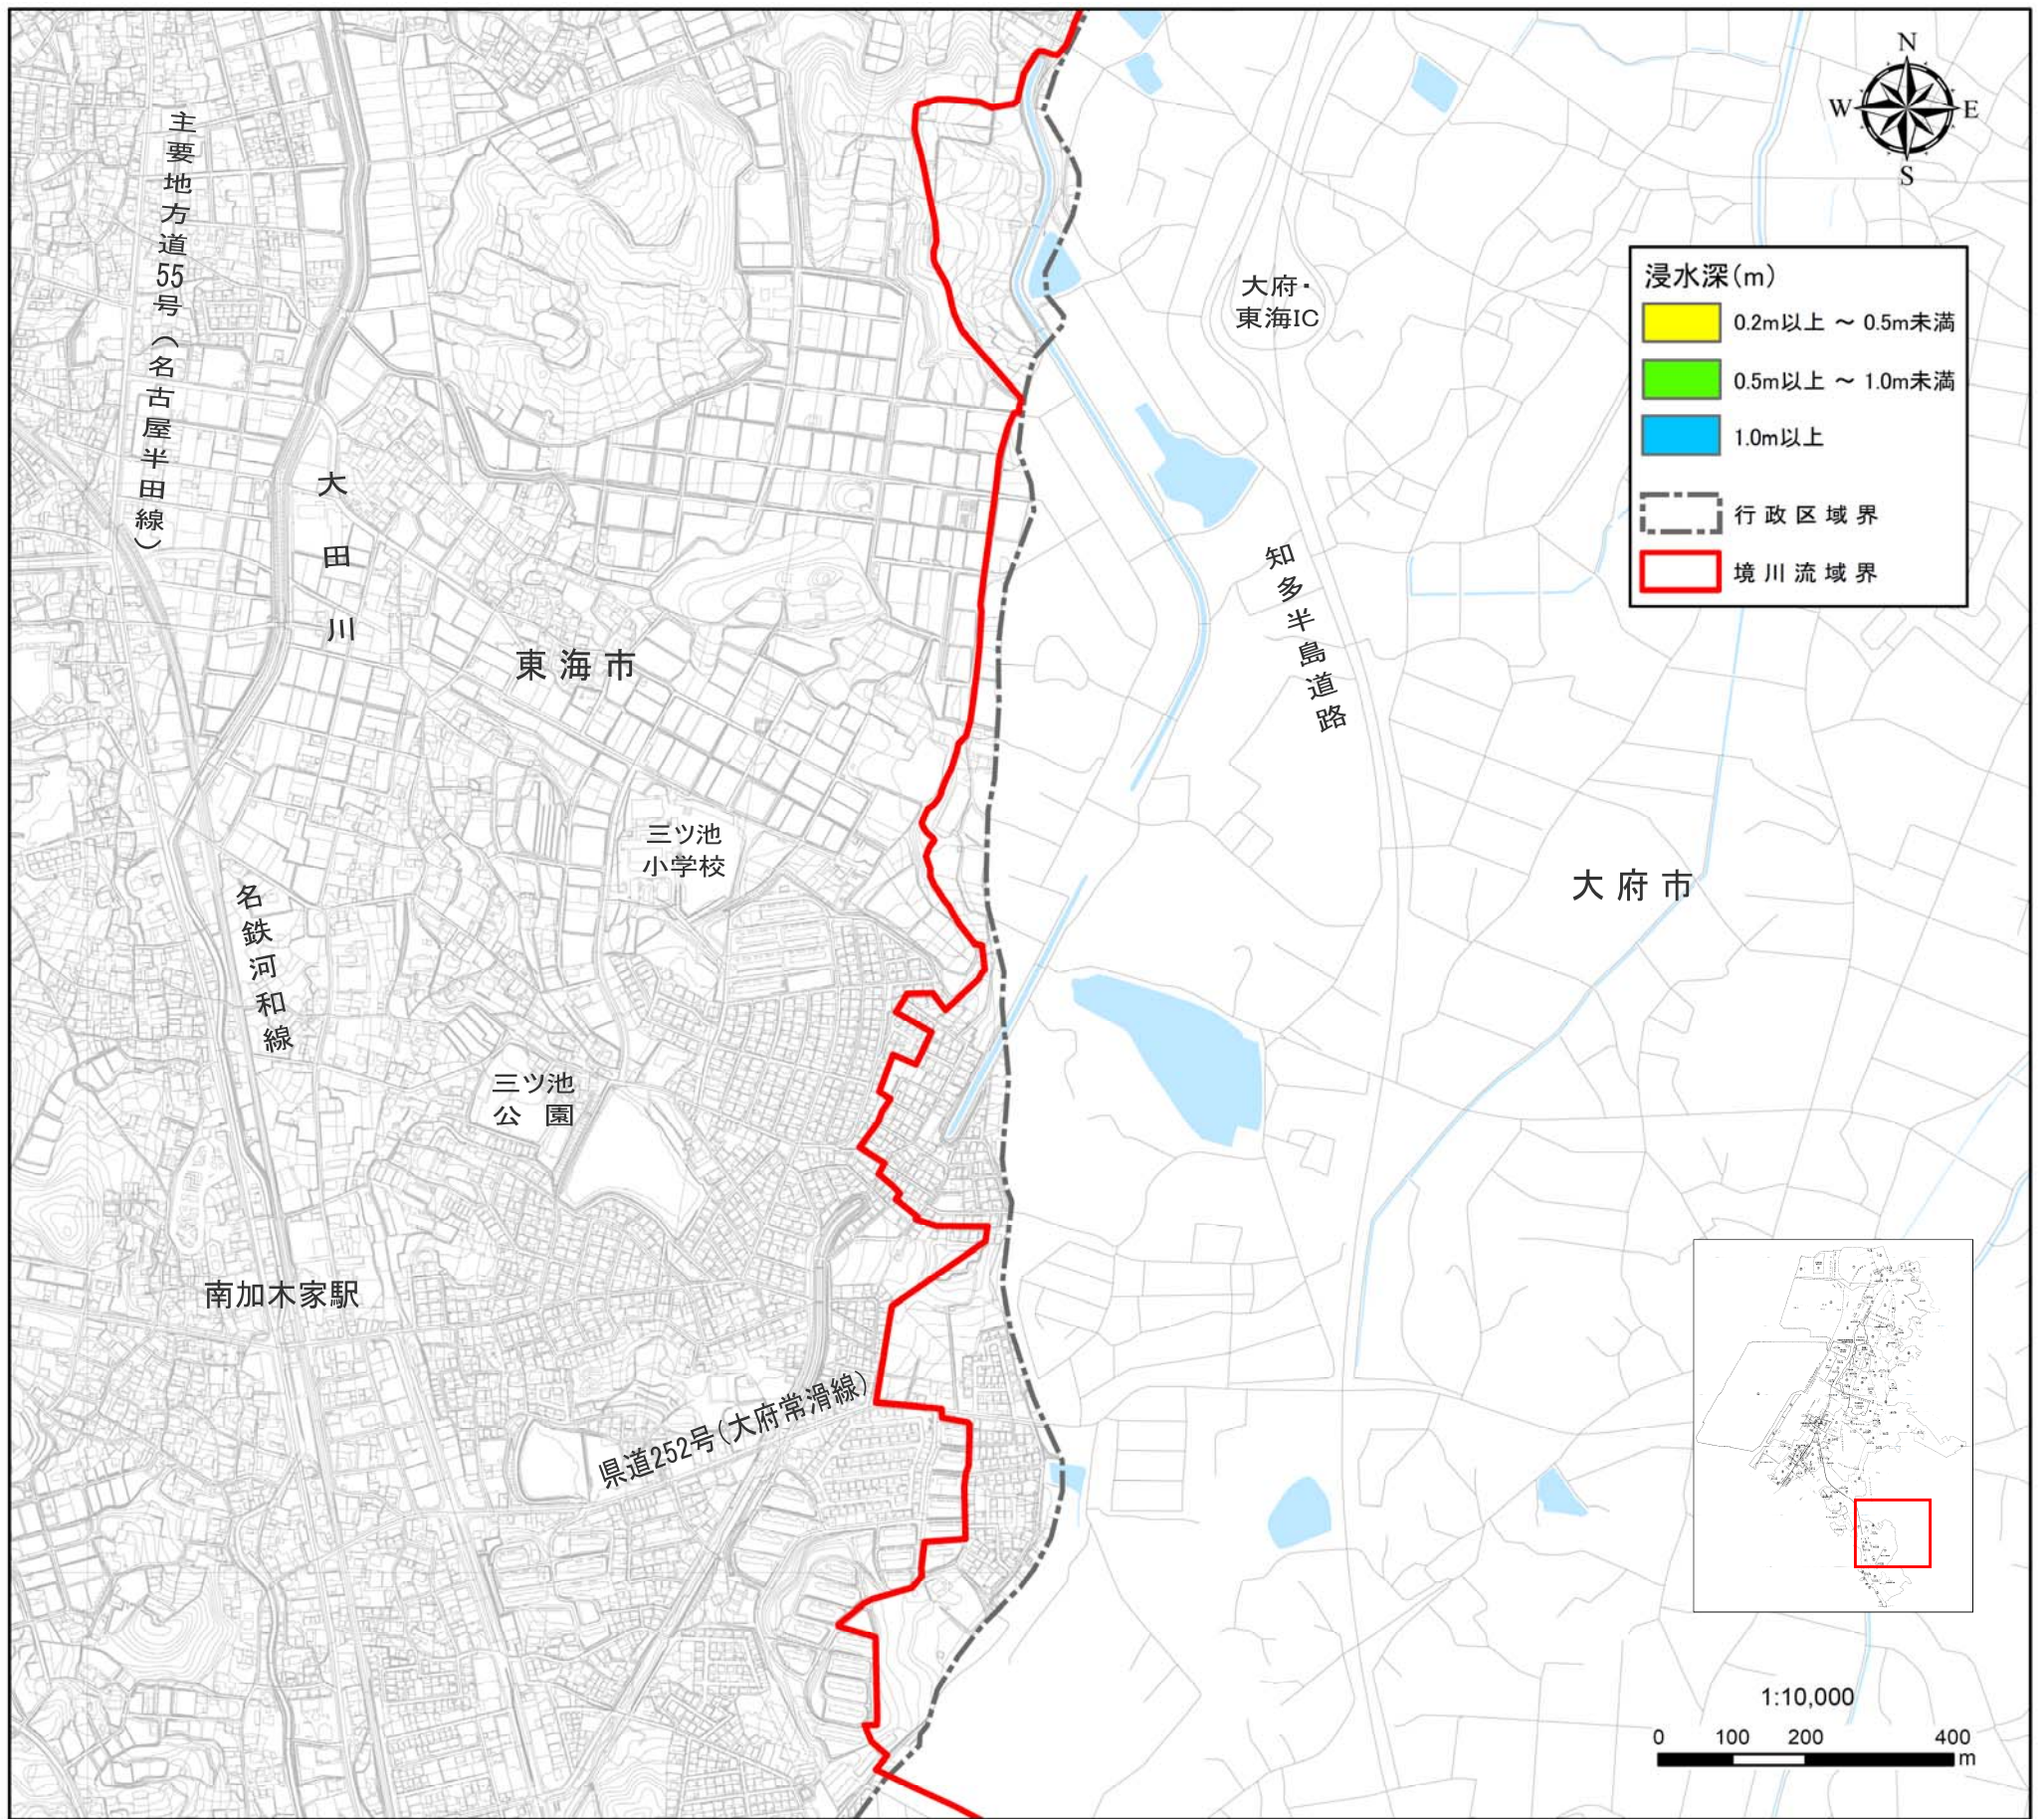 N
W
E
S
主要地方道55号（名古屋半田線）
大府・
東海IC
浸水深(m)
0.2m以上 ～ 0.5m未満
0.5m以上 ～ 1.0m未満
1.0m以上
行政区域界
境川流域界
大田川
知多半島道路
東海市
三ツ池
小学校
大府市
名鉄河和線
三ツ池
公園
南加木家駅
県道252号(大府常滑線)
1:10,000
0 100 200 400
m